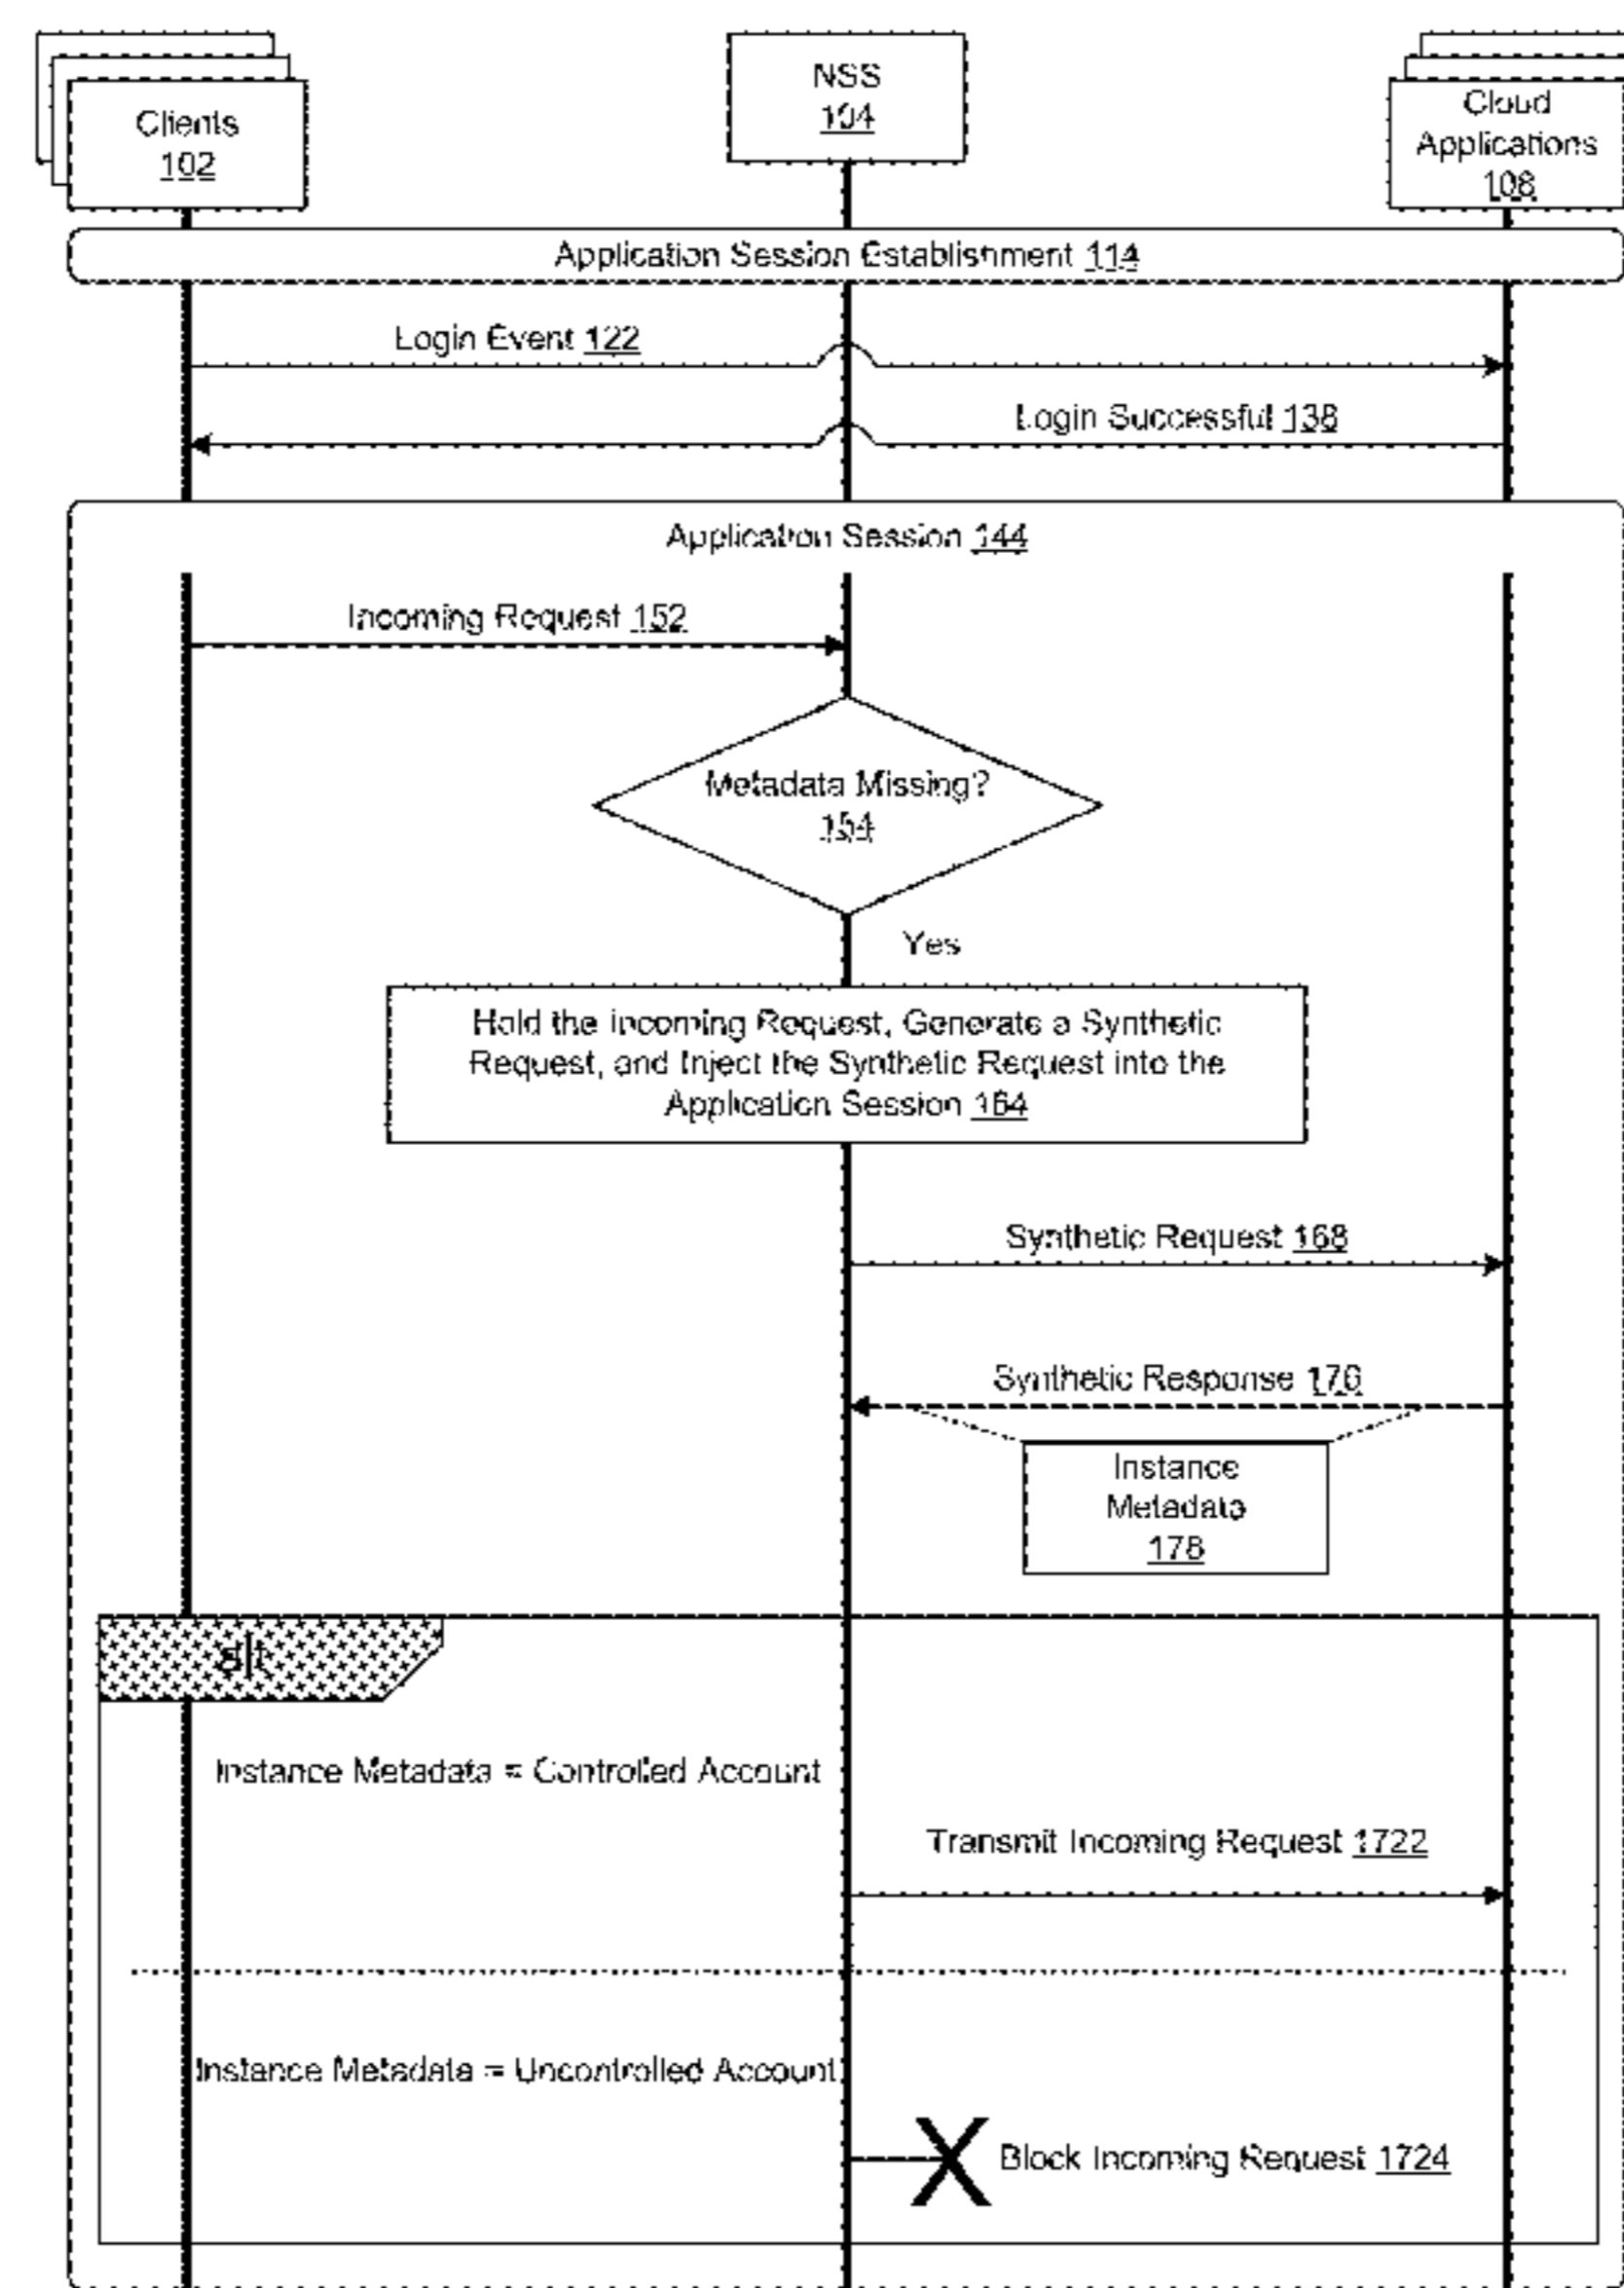 Clients
102
NSS
104
Cloud
Applications
108
Application Session Establishment 114
Login Event 122
Login Successful 138
Application Session 144
Incoming Request 152
Metadata Missing?
154
Yes
Hold the Incoming Request, Generate a Synthetic
Request, and Inject the Synthetic Request into the
Application Session 164
Synthetic Request 168
Synthetic Response 176
Instance
Metadata
178
alt
Instance Metadata = Controlled Account
Transmit Incoming Request 1722
Instance Metadata = Uncontrolled Account
X
Block Incoming Request 1724